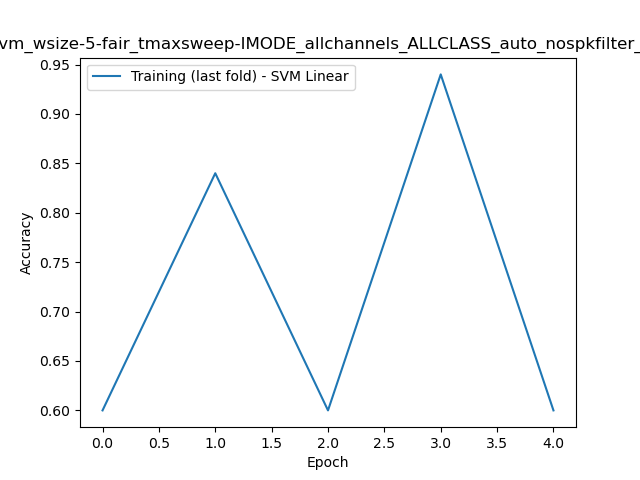 vm_wsize-5-fair_tmaxsweep-IMODE_allchannels_ALLCLASS_auto_nospkfilter_
Training (last fold) - SVM Linear
0.95
0.90
0.85
0.80
0.75
0.70
0.65
0.60
Accuracy
0.0 0.5 1.0 1.5 2.0 2.5 3.0 3.5 4.0
Epoch